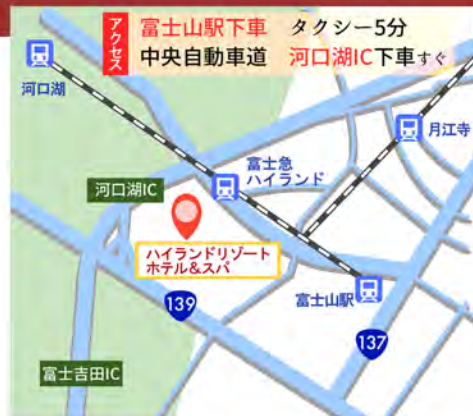 アクセス
富士山駅下車 タクシー5分
中央自動車道 河口湖IC下車すぐ
河口湖
月江寺
富士急
ハイランド
河口湖IC
ハイランドリゾート
ホテル&スパ
富士山駅
139
137
富士吉田IC